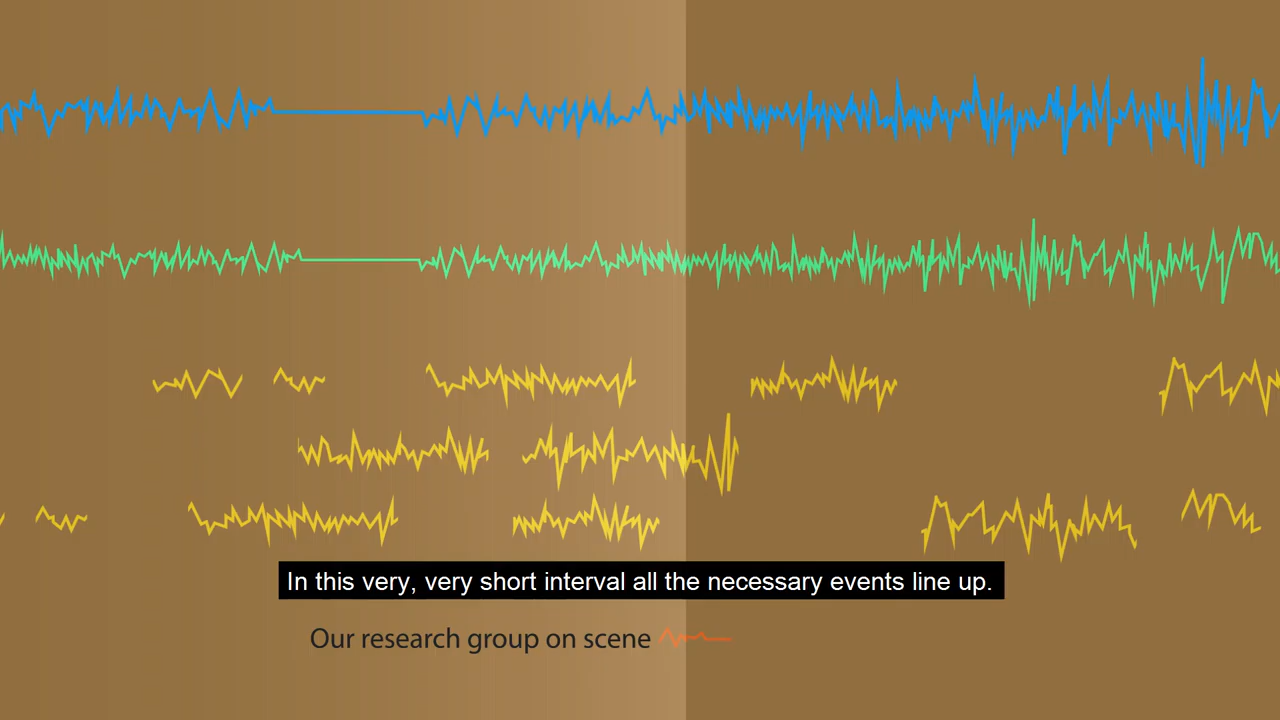 In this very, very short interval all the necessary events line up.
Our research group on scene